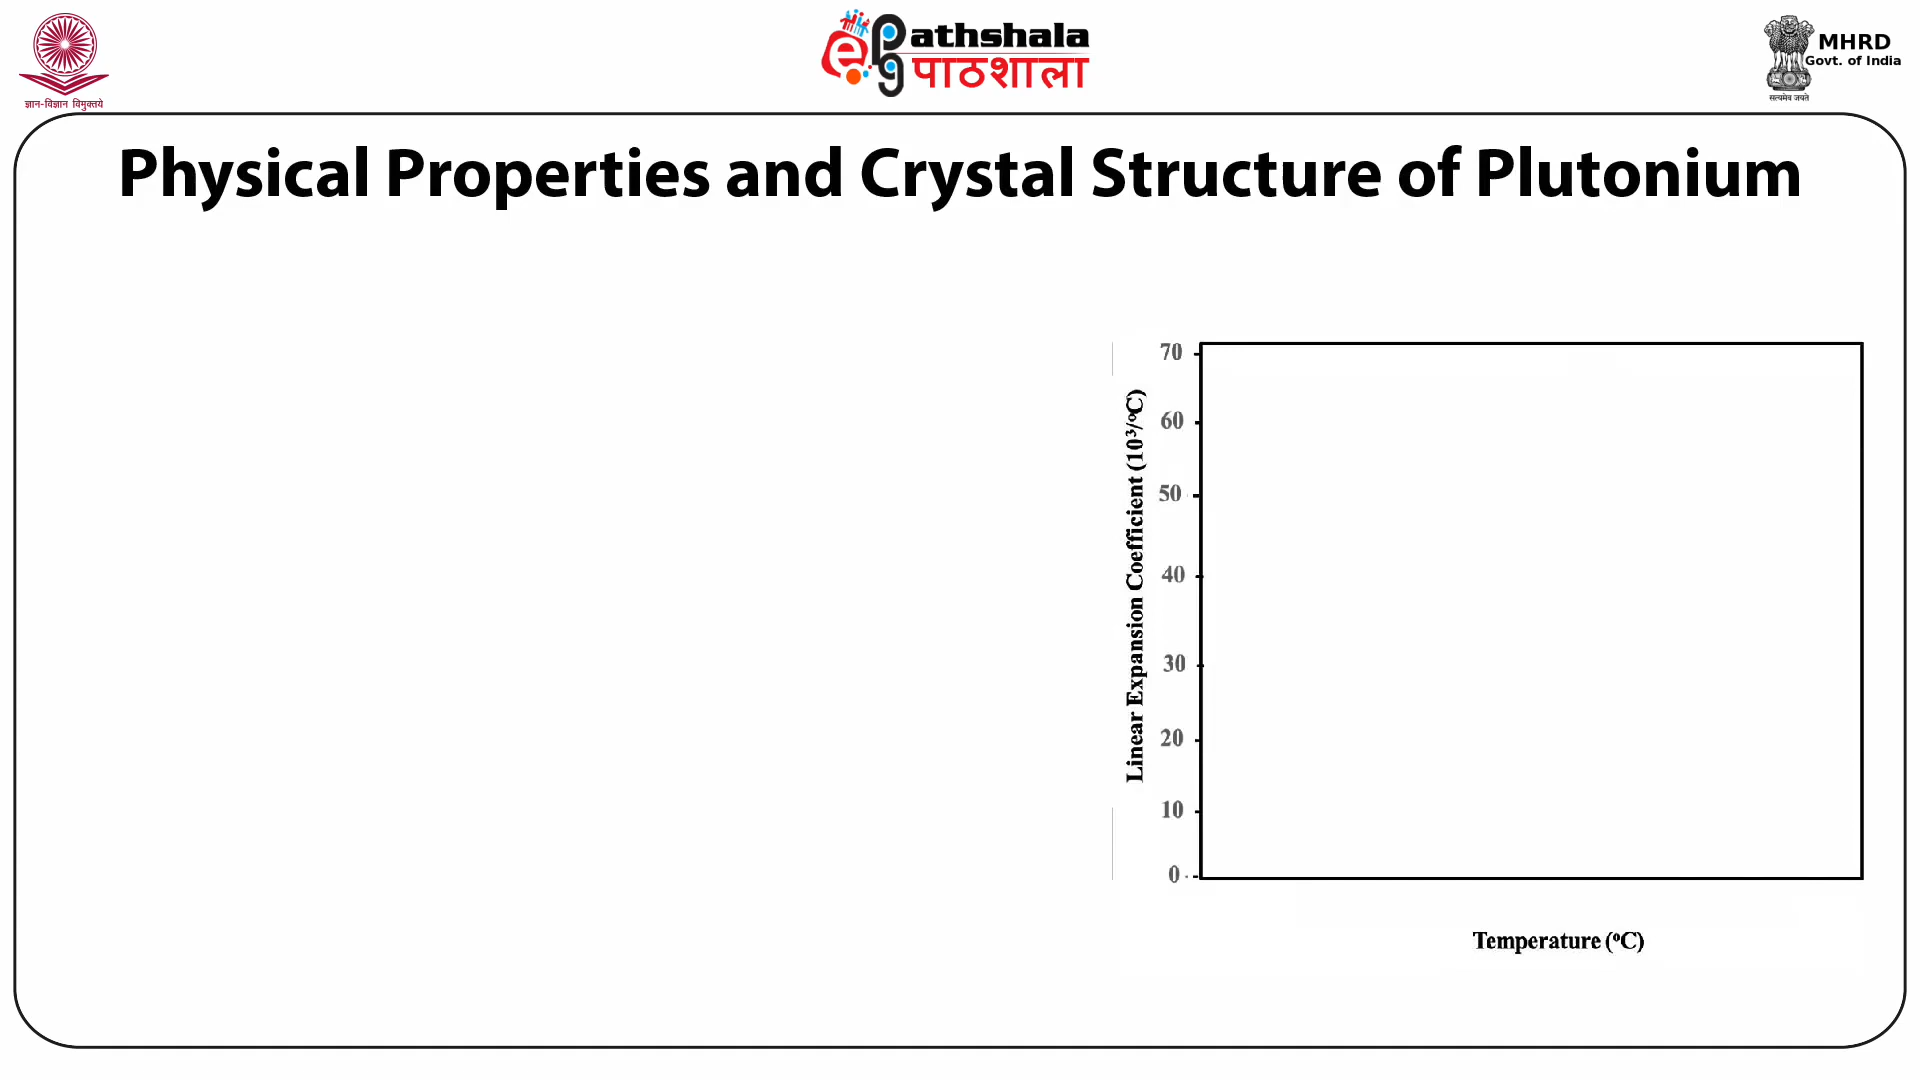 ज्ञान-विज्ञान विमुक्तये
ePG
athshala
पाठशाला
MHRD
Govt. of India
सत्यमेव जयते
Physical Properties and Crystal Structure of Plutonium
Linear Expansion Coefficient (10³/ºC)
70
60
50
40
30
20
10
0
Temperature (ºC)